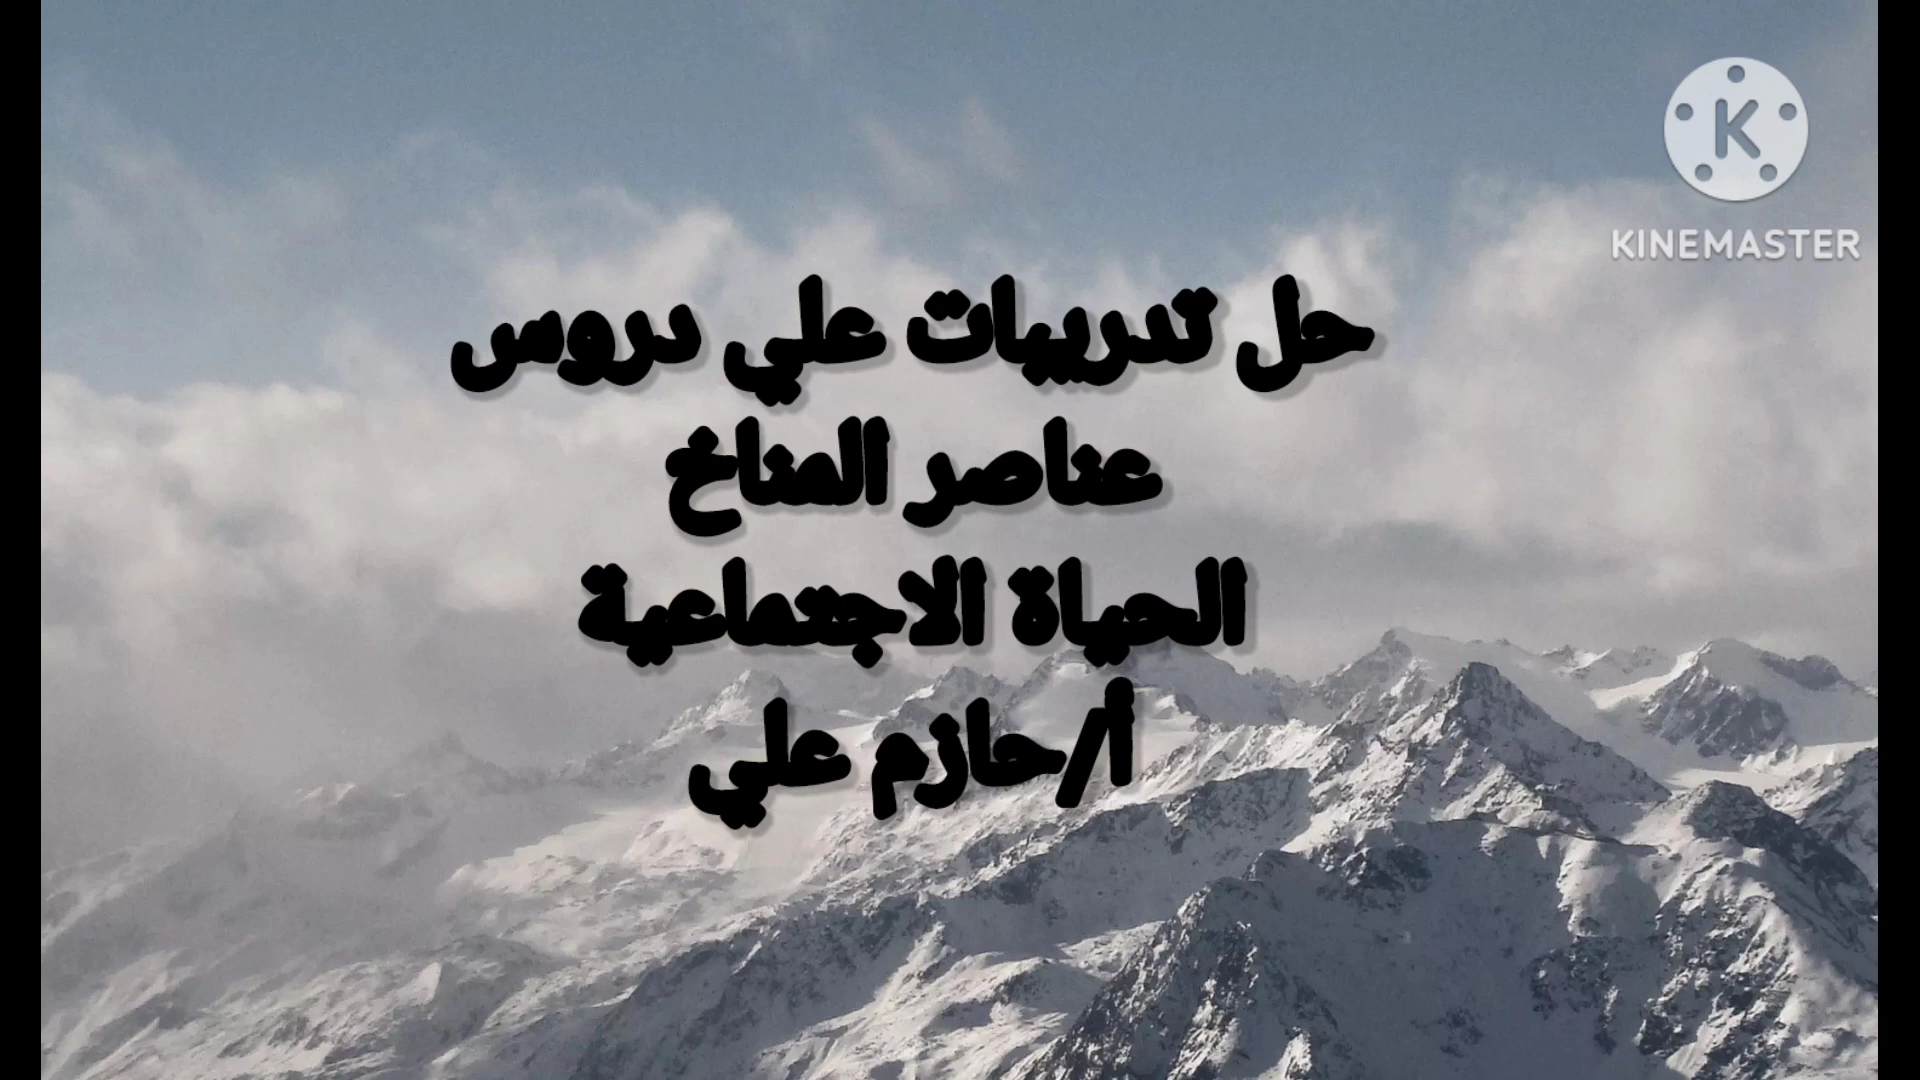 K
KINEMASTER
حل تدريبات علي دروس
عناصر المناخ
الحياة الاجتماعية
أ/حازم علي